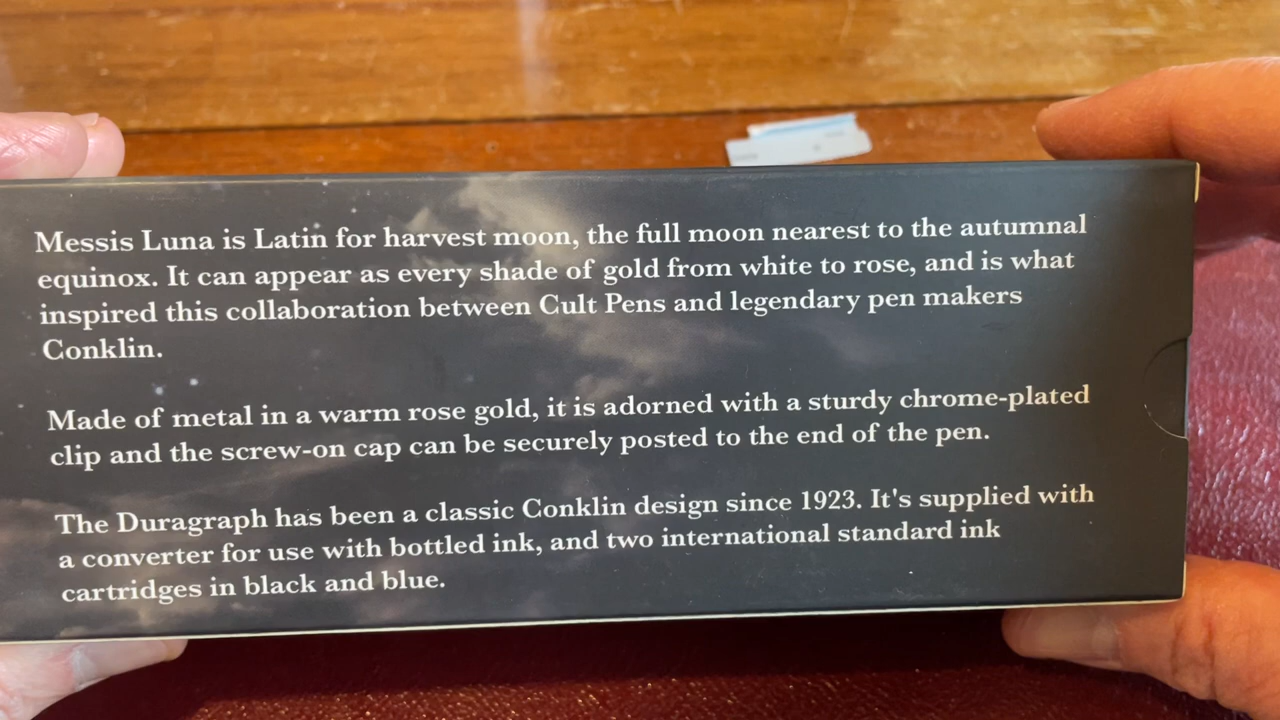 Messis Luna is Latin for harvest moon, the full moon nearest to the autumnal
equinox. It can appear as every shade of gold from white to rose, and is what
inspired this collaboration between Cult Pens and legendary pen makers
Conklin.
Made of metal in a warm rose gold, it is adorned with a sturdy chrome-plated
clip and the screw-on cap can be securely posted to the end of the pen.
The Duragraph has been a classic Conklin design since 1923. It's supplied with
a converter for use with bottled ink, and two international standard ink
cartridges in black and blue.